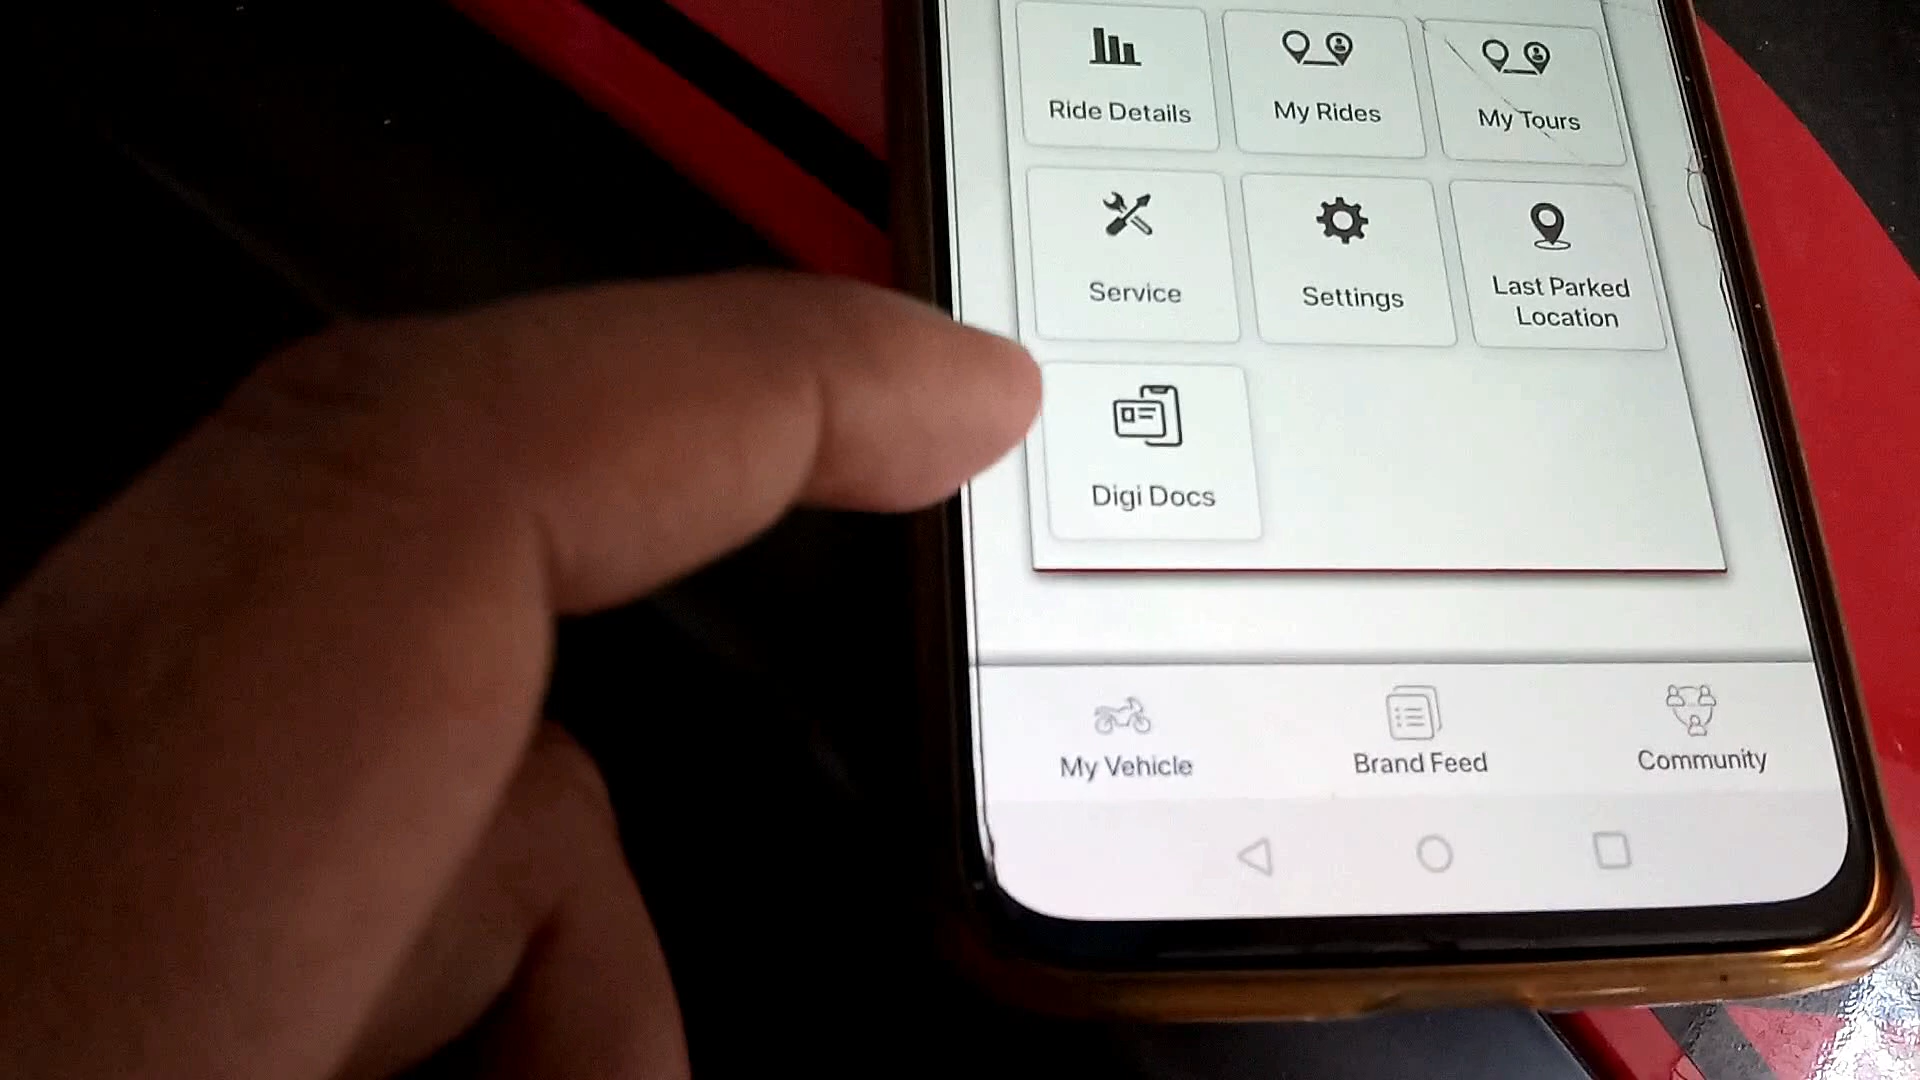 Ride Details
My Rides
My Tours
Service
Settings
Last Parked
Location
Digi Docs
My Vehicle
Brand Feed
Community